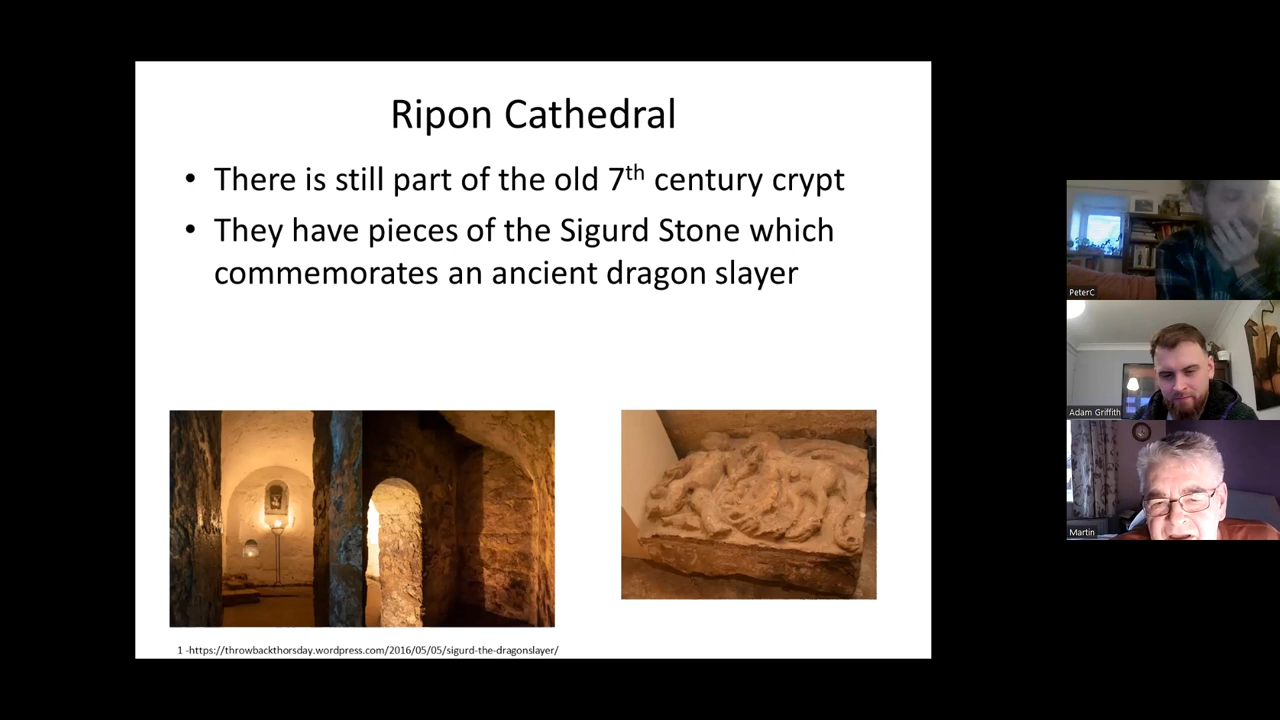 Ripon Cathedral
• There is still part of the old 7th century crypt
• They have pieces of the Sigurd Stone which
commemorates an ancient dragon slayer
1 -https://throwbackthorsday.wordpress.com/2016/05/05/sigurd-the-dragonslayer/
PeterC
Adam Griffith
Martin